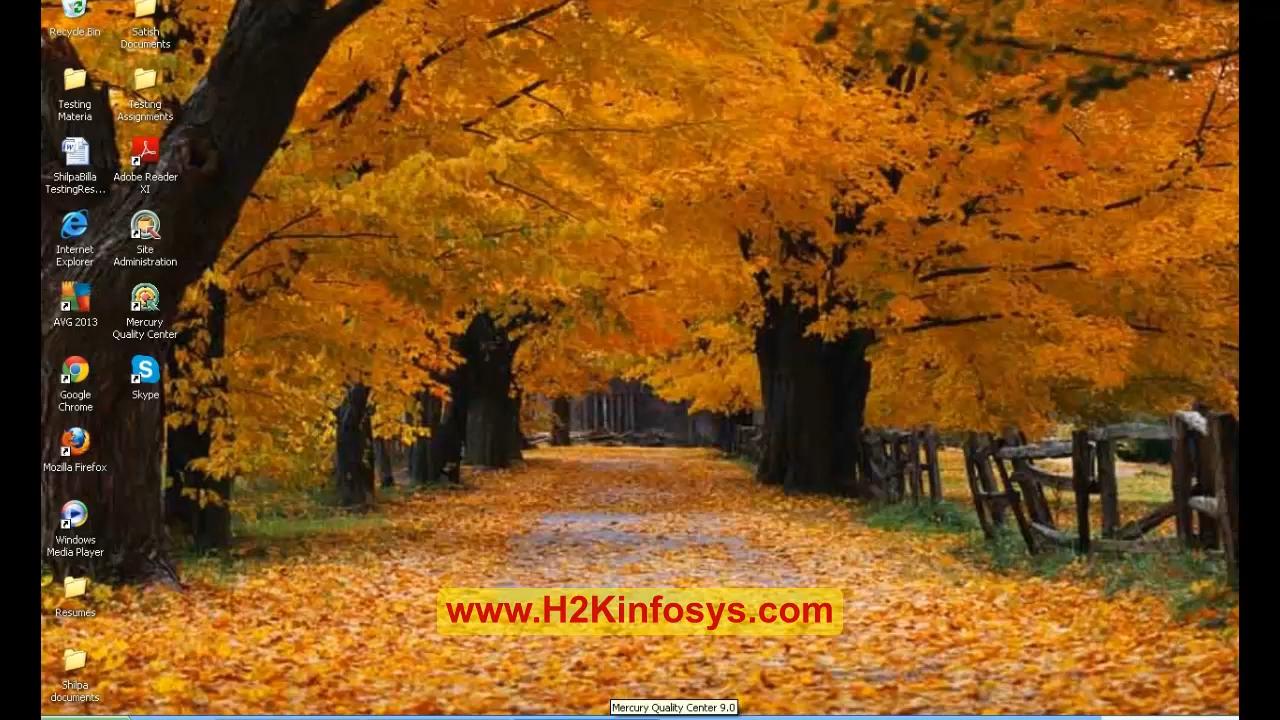 Recycle Bin
Satish
Documents
Testing
Materia
Testing
Assignments
ShilpaBilla
TestingRes...
Adobe Reader
XI
Internet
Explorer
Site
Administration
AVG 2013
Mercury
Quality Center
Google
Chrome
Skype
Mozilla Firefox
Windows
Media Player
Resumes
Shilpa
documents
www.H2Kinfosys.com
Mercury Quality Center 9.0